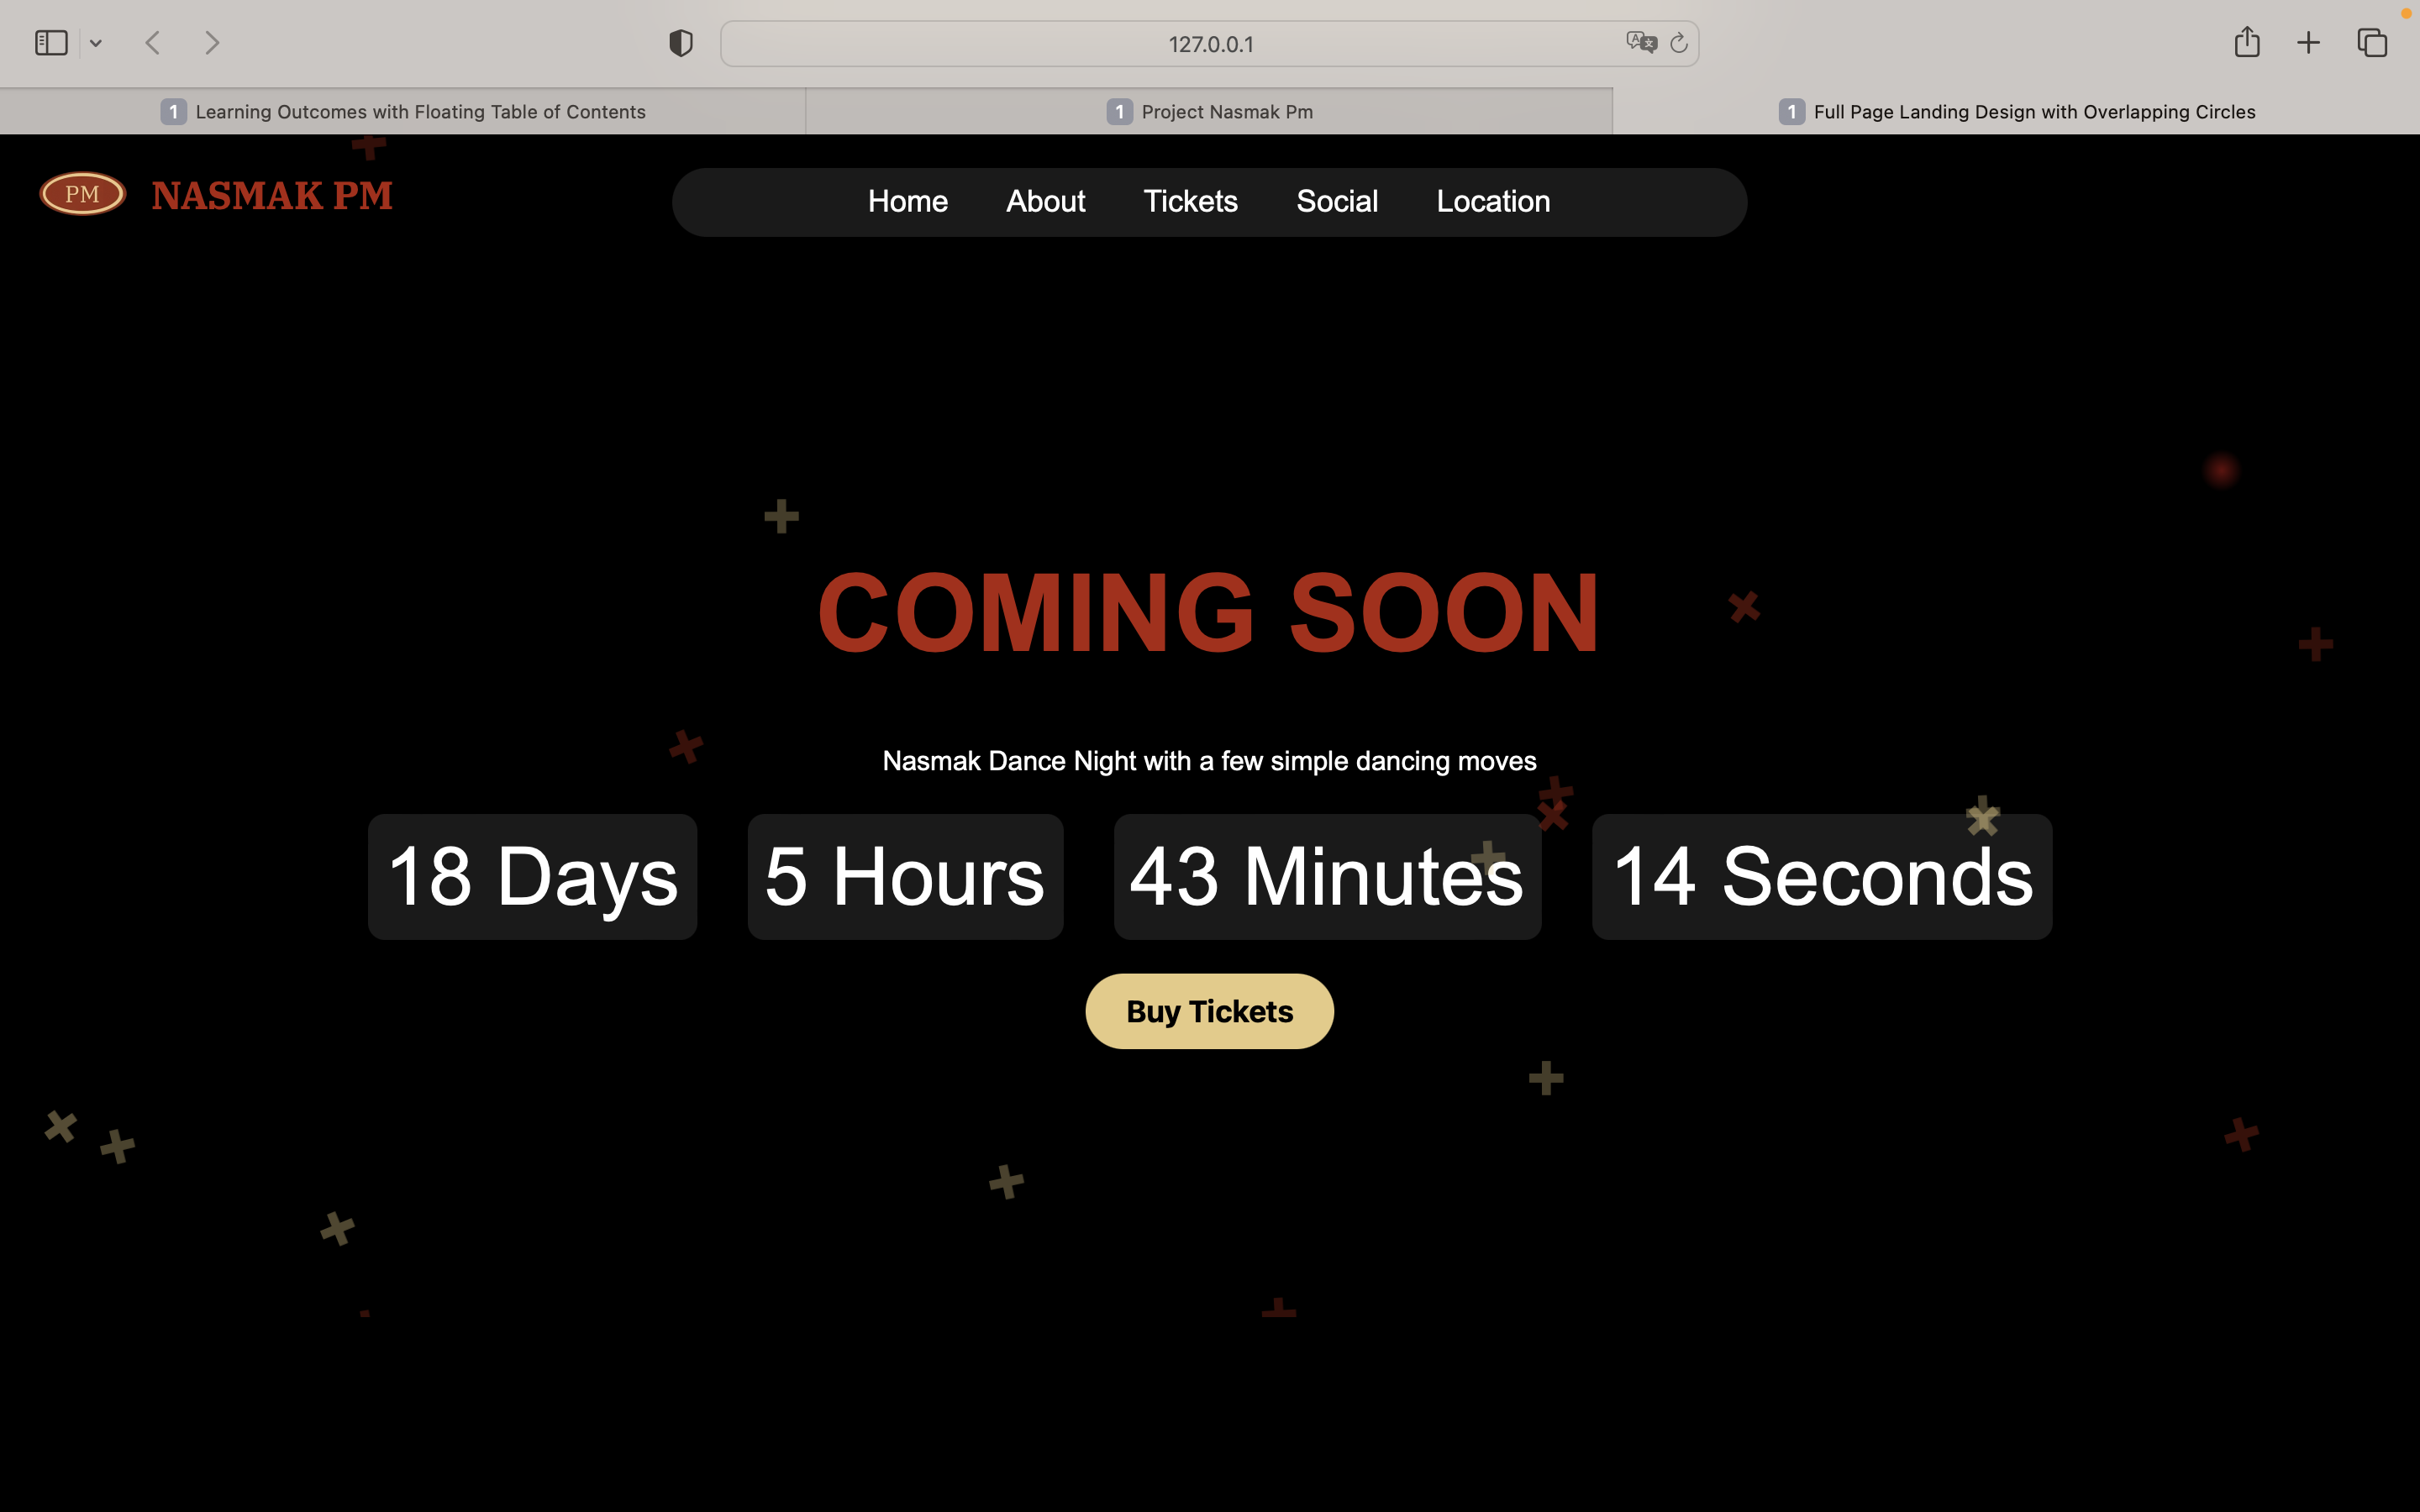 127.0.0.1
1 Learning Outcomes with Floating Table of Contents
1 Project Nasmak Pm
1 Full Page Landing Design with Overlapping Circles
PM NASMAK PM
Home About Tickets Social Location
COMING SOON
Nasmak Dance Night with a few simple dancing moves
18 Days 5 Hours 43 Minutes 14 Seconds
Buy Tickets